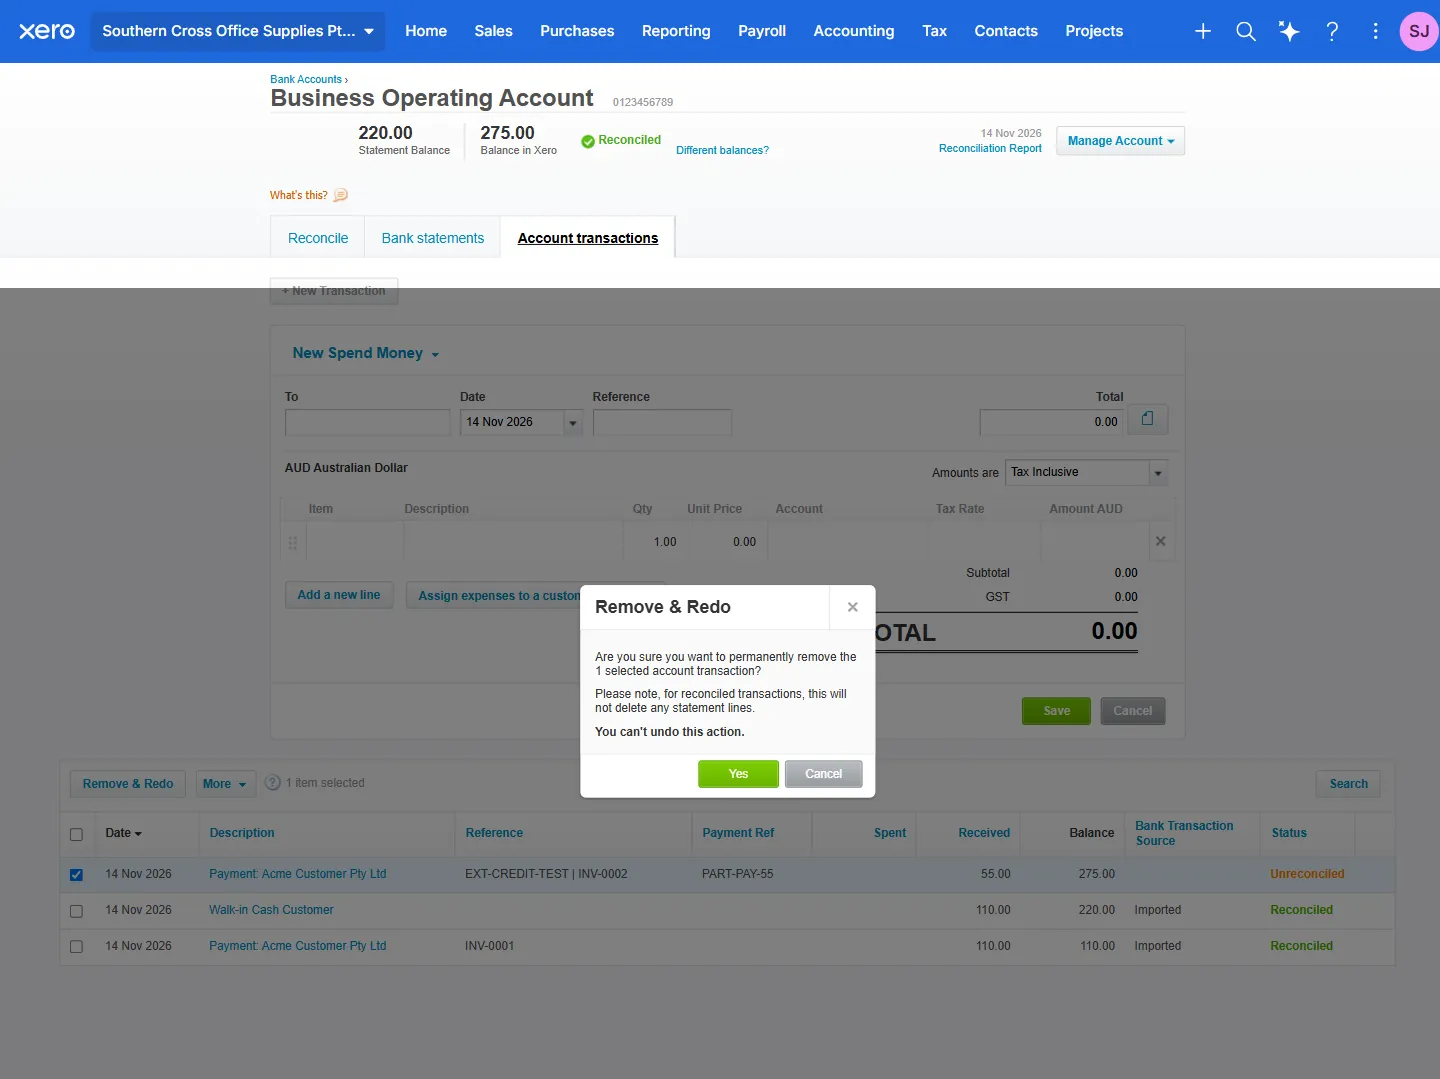 xero
Southern Cross Office Supplies Pt...
Home
Sales
Purchases
Reporting
Payroll
Accounting
Tax
Contacts
Projects
SJ
Bank Accounts ›
Business Operating Account 0123456789
220.00
Statement Balance
275.00
Balance in Xero
Reconciled
Different balances?
14 Nov 2026
Reconciliation Report
Manage Account
What's this?
Reconcile
Bank statements
Account transactions
+ New Transaction
New Spend Money
To
Date
Reference
Total
14 Nov 2026
0.00
AUD Australian Dollar
Amounts are
Tax Inclusive
Item
Description
Qty
Unit Price
Account
Tax Rate
Amount AUD
1.00
0.00
Subtotal
0.00
Add a new line
Assign expenses to a custom
GST
0.00
OTAL
0.00
Save
Cancel
Remove & Redo
Are you sure you want to permanently remove the
1 selected account transaction?
Please note, for reconciled transactions, this will
not delete any statement lines.
You can't undo this action.
Yes
Cancel
Remove & Redo
More
? 1 item selected
Search
Date
Description
Reference
Payment Ref
Spent
Received
Balance
Bank Transaction
Source
Status
14 Nov 2026
Payment: Acme Customer Pty Ltd
EXT-CREDIT-TEST | INV-0002
PART-PAY-55
55.00
275.00
Unreconciled
14 Nov 2026
Walk-in Cash Customer
110.00
220.00
Imported
Reconciled
14 Nov 2026
Payment: Acme Customer Pty Ltd
INV-0001
110.00
110.00
Imported
Reconciled